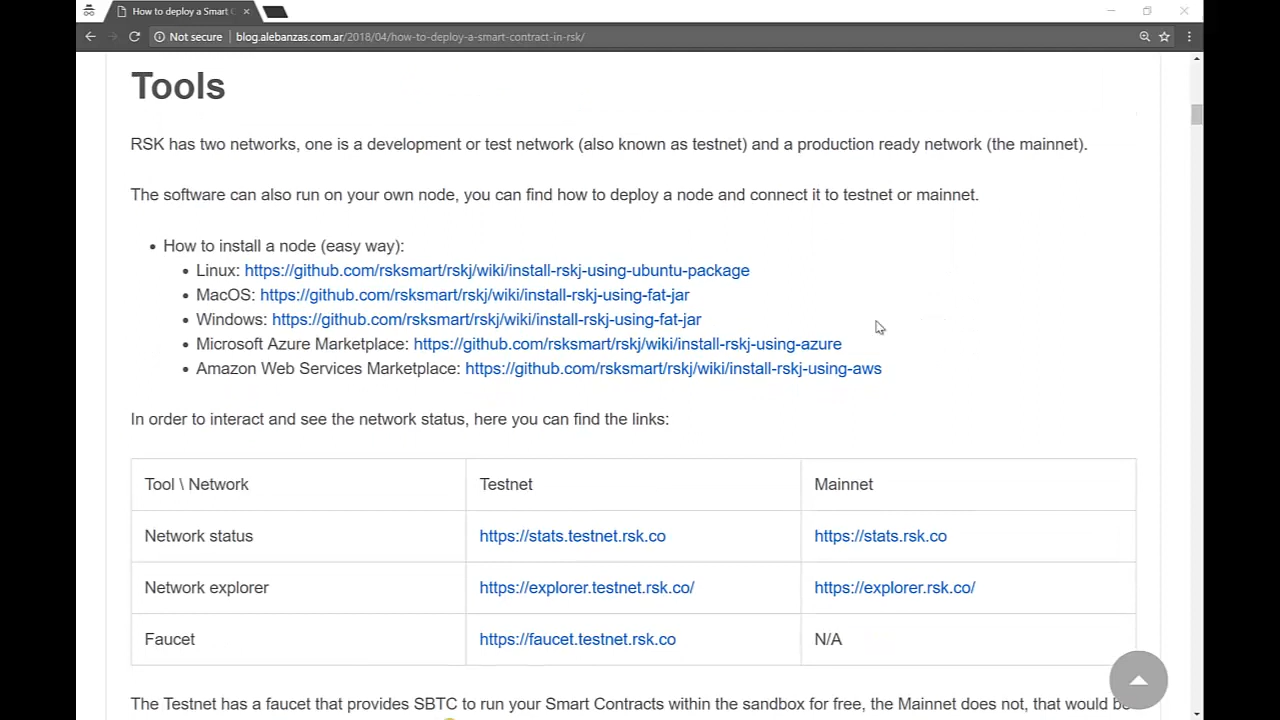 How to deploy a Smart C
Not secure
blog.alebanzas.com.ar/2018/04/how-to-deploy-a-smart-contract-in-rsk/
Tools
RSK has two networks, one is a development or test network (also known as testnet) and a production ready network (the mainnet).
The software can also run on your own node, you can find how to deploy a node and connect it to testnet or mainnet.
• How to install a node (easy way):
• Linux: https://github.com/rsksmart/rskj/wiki/install-rskj-using-ubuntu-package
• MacOS: https://github.com/rsksmart/rskj/wiki/install-rskj-using-fat-jar
• Windows: https://github.com/rsksmart/rskj/wiki/install-rskj-using-fat-jar
• Microsoft Azure Marketplace: https://github.com/rsksmart/rskj/wiki/install-rskj-using-azure
• Amazon Web Services Marketplace: https://github.com/rsksmart/rskj/wiki/install-rskj-using-aws
In order to interact and see the network status, here you can find the links:
Tool \ Network Testnet Mainnet
Network status https://stats.testnet.rsk.co https://stats.rsk.co
Network explorer https://explorer.testnet.rsk.co/ https://explorer.rsk.co/
Faucet https://faucet.testnet.rsk.co N/A
The Testnet has a faucet that provides SBTC to run your Smart Contracts within the sandbox for free, the Mainnet does not, that would be